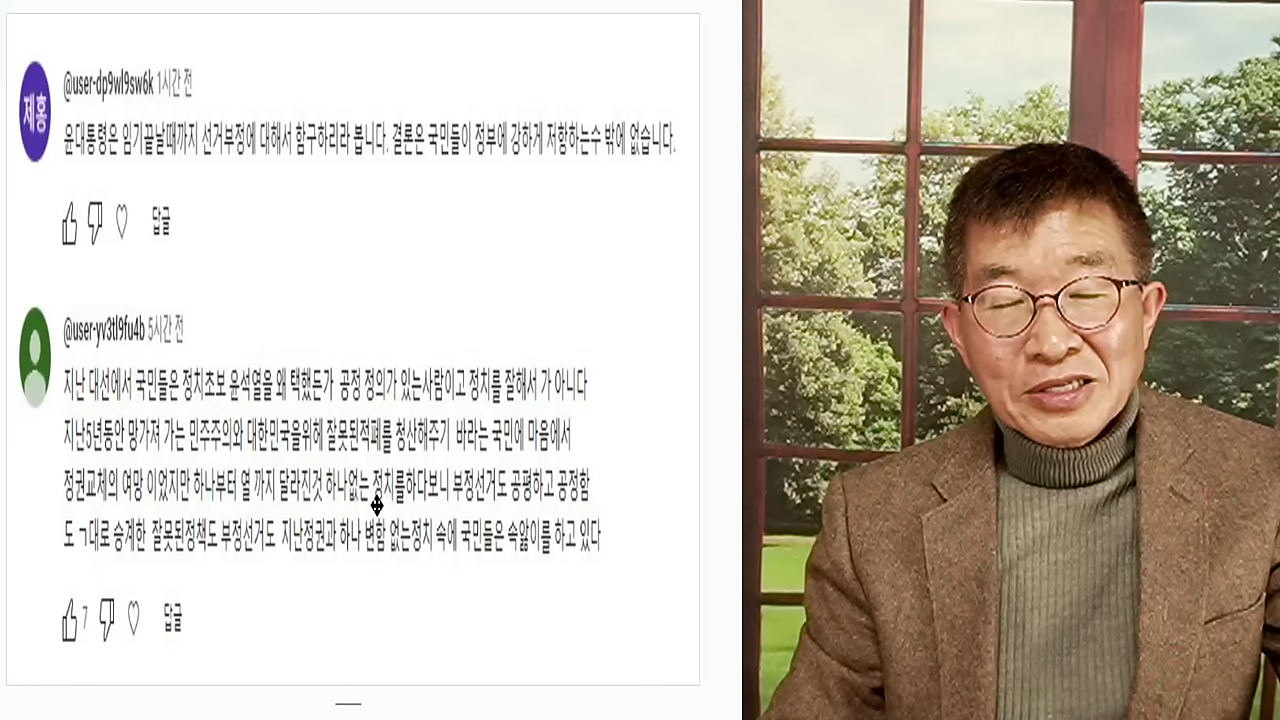 제홍
@user-dp9wl9sw6k 1시간 전
윤대통령은 임기끝날때까지 선거부정에 대해서 함구하리라 봅니다. 결론은 국민들이 정부에 강하게 저항하는수 밖에 없습니다.
답글
@user-yv3tl9fu4b 5시간 전
지난 대선에서 국민들은 정치초보 윤석열을 왜 택했든가 공정 정의가 있는사람이고 정치를 잘해서 가 아니다
지난5년동안 망가져 가는 민주주의와 대한민국을위해 잘못된적폐를 청산해주기 바라는 국민에 마음에서
정권교체의 여망 이었지만 하나부터 열 까지 달라진것 하나없는 정치를하다보니 부정선거도 공평하고 공정함
도 ㄱ대로 승계한 잘못된정책도 부정선거도 지난정권과 하나 변함 없는정치 속에 국민들은 속앓이를 하고 있다
7 답글